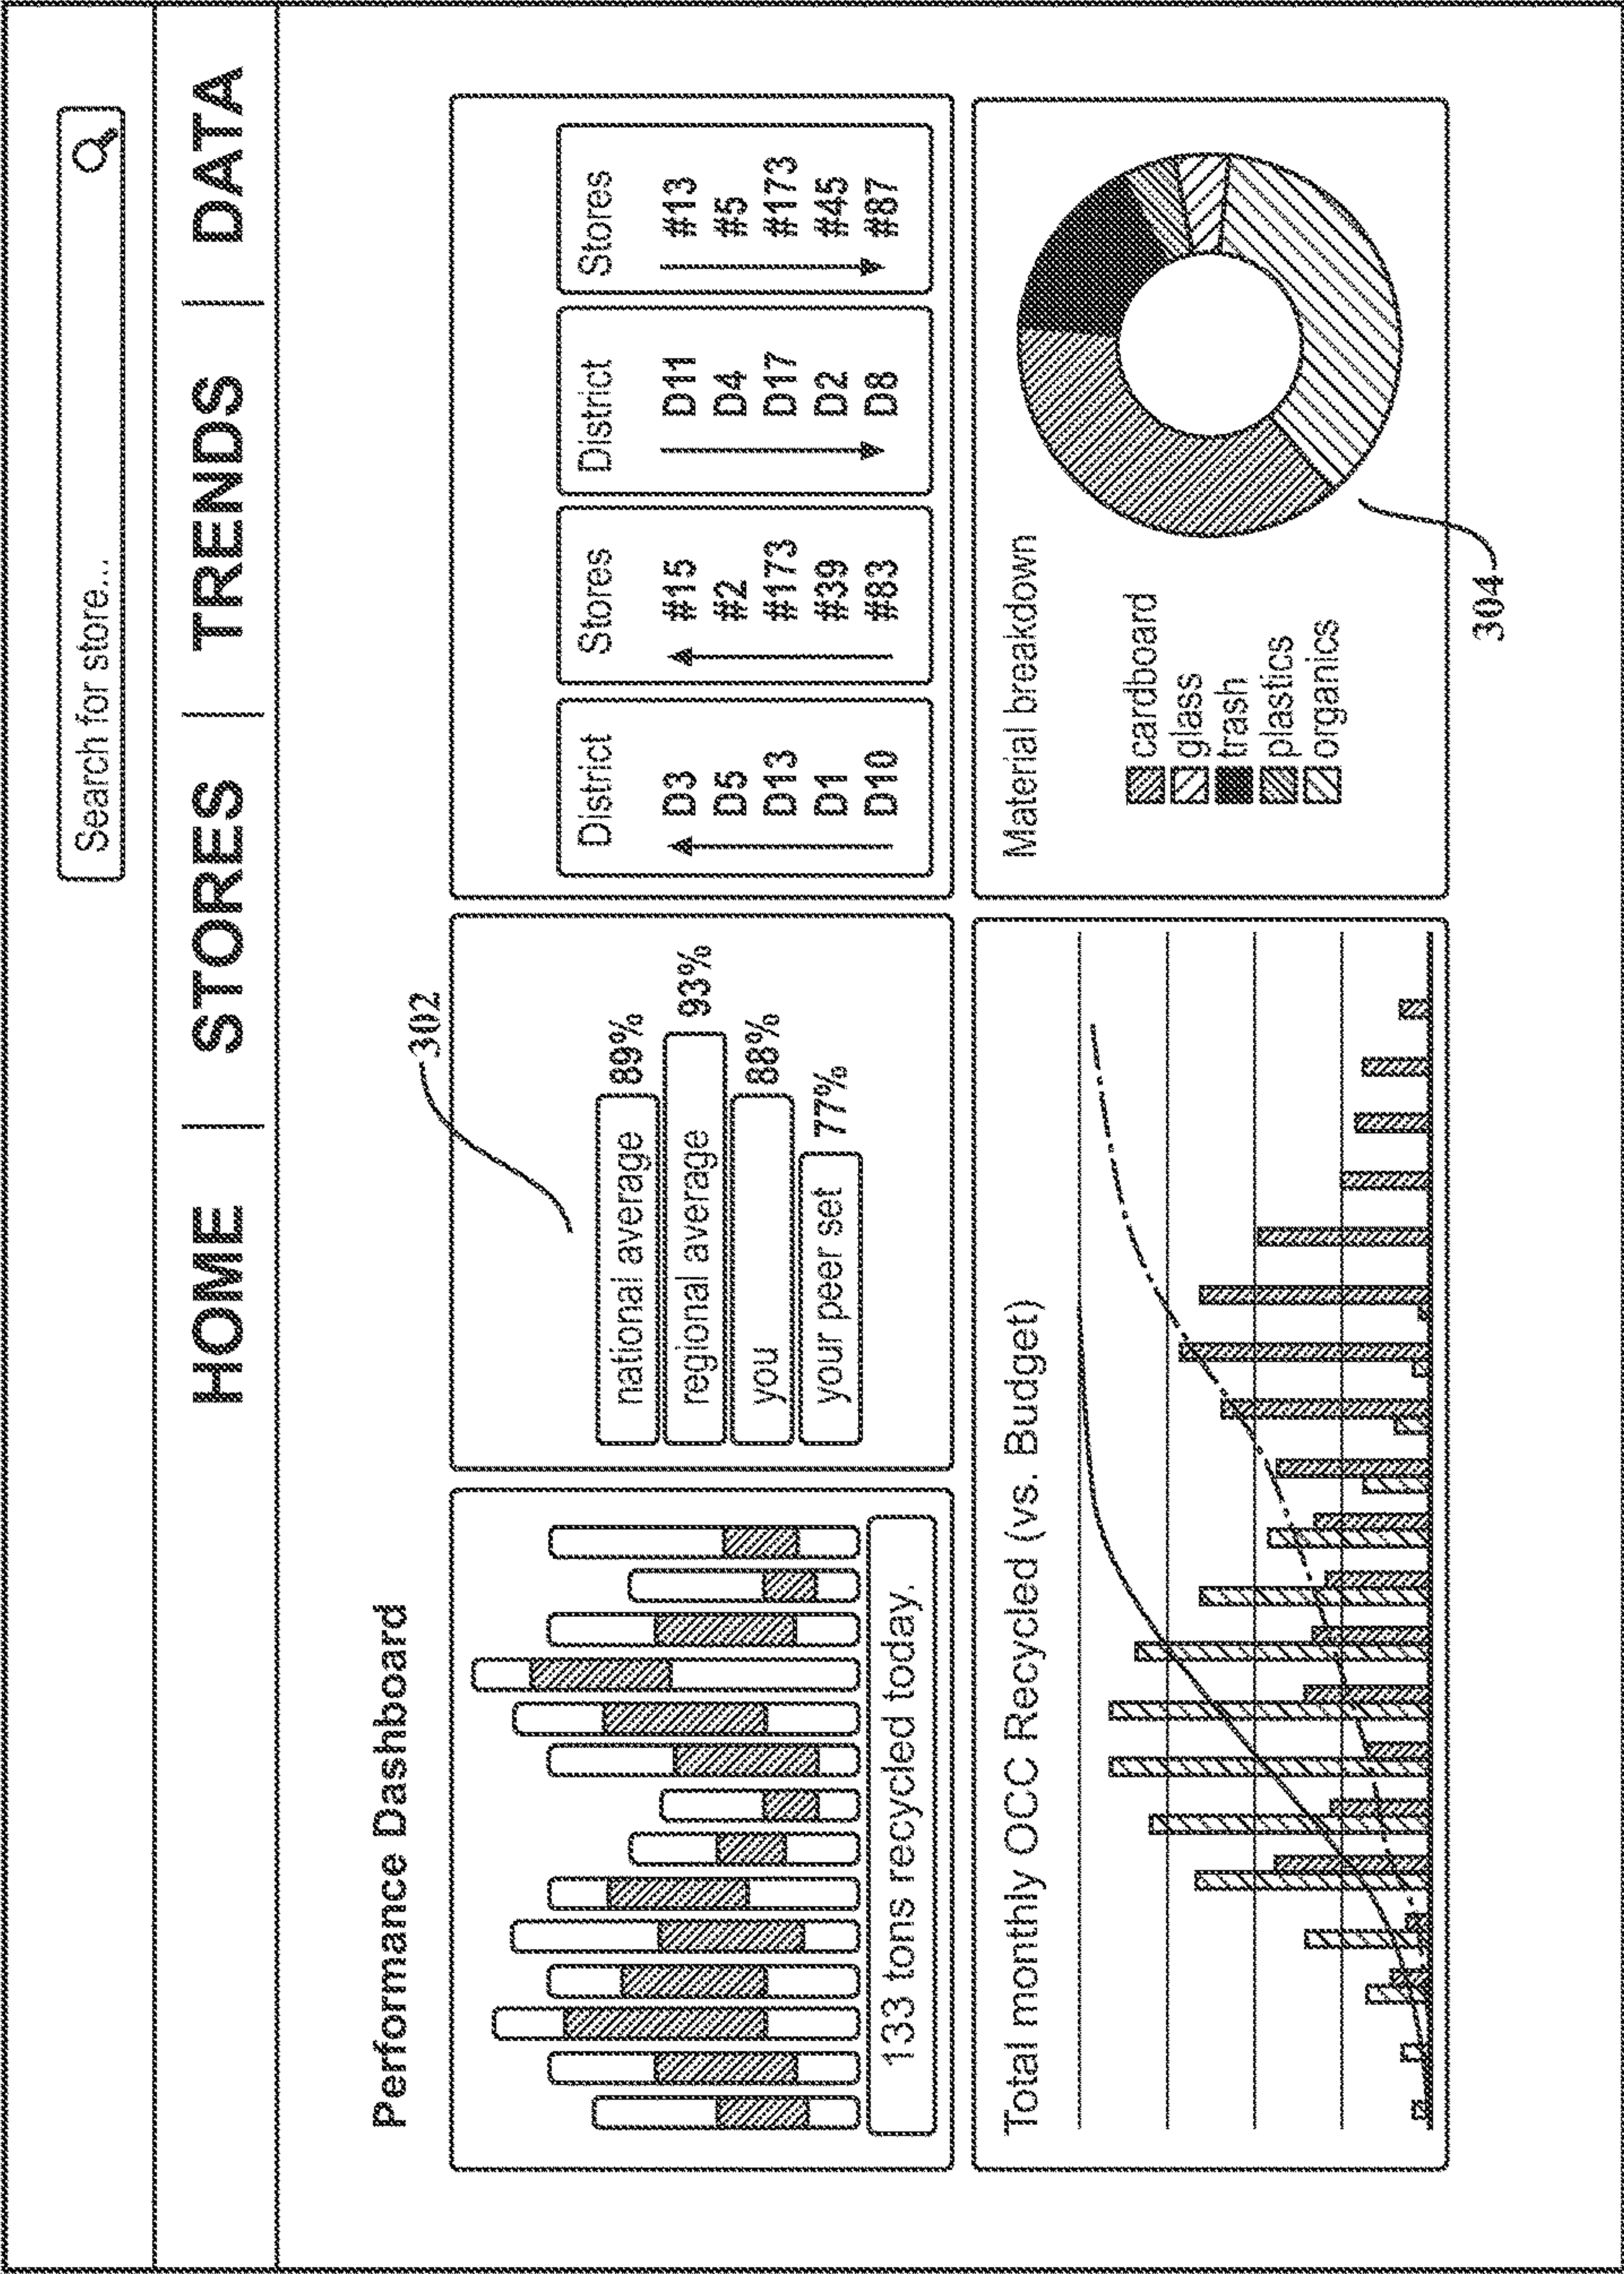 Search for store...
HOME | STORES | TRENDS | DATA
Performance Dashboard
133 tons recycled today.
302
national average 89%
regional average 93%
you 88%
your peer set 77%
District
D3
D5
D13
D1
D10
Stores
#15
#2
#173
#39
#83
District
D11
D4
D17
D2
D8
Stores
#13
#5
#173
#45
#87
Total monthly OCC Recycled (vs. Budget)
Material breakdown
cardboard
glass
trash
plastics
organics
304